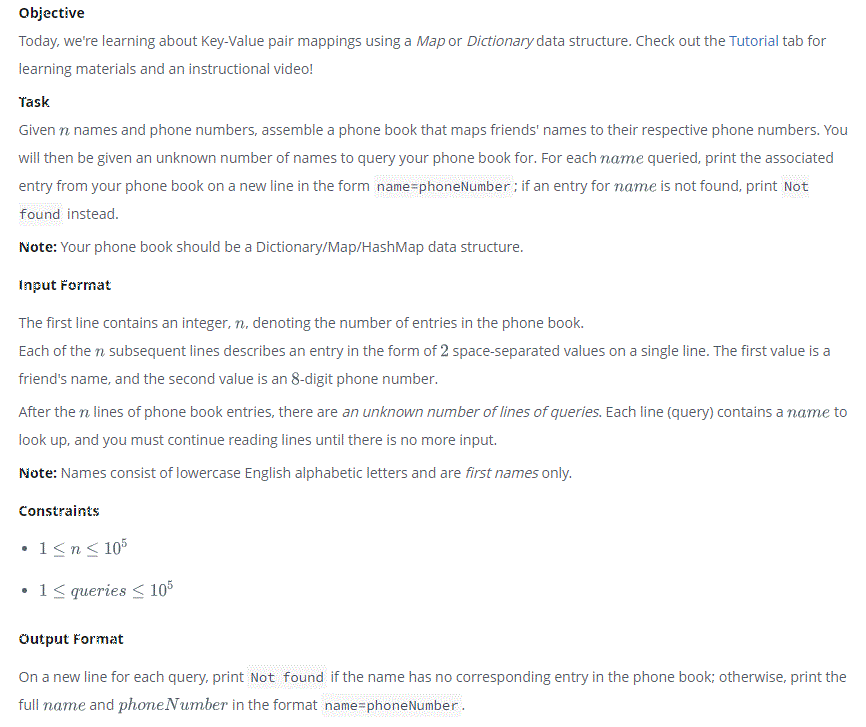 Objective
Today, we're learning about Key-Value pair mappings using a Map or Dictionary data structure. Check out the Tutorial tab for
learning materials and an instructional video!
Task
Given n names and phone numbers, assemble a phone book that maps friends' names to their respective phone numbers. You
will then be given an unknown number of names to query your phone book for. For each name queried, print the associated
entry from your phone book on a new line in the form name=phoneNumber; if an entry for name is not found, print Not
found instead.
Note: Your phone book should be a Dictionary/Map/HashMap data structure.
Input Format
The first line contains an integer, n, denoting the number of entries in the phone book.
Each of the n subsequent lines describes an entry in the form of 2 space-separated values on a single line. The first value is a
friend's name, and the second value is an 8-digit phone number.
After the n lines of phone book entries, there are an unknown number of lines of queries. Each line (query) contains a name to
look up, and you must continue reading lines until there is no more input.
Note: Names consist of lowercase English alphabetic letters and are first names only.
Constraints
• 1 ≤ n ≤ 10⁵
• 1 ≤ queries ≤ 10⁵
Output Format
On a new line for each query, print Not found if the name has no corresponding entry in the phone book; otherwise, print the
full name and phoneNumber in the format name=phoneNumber.